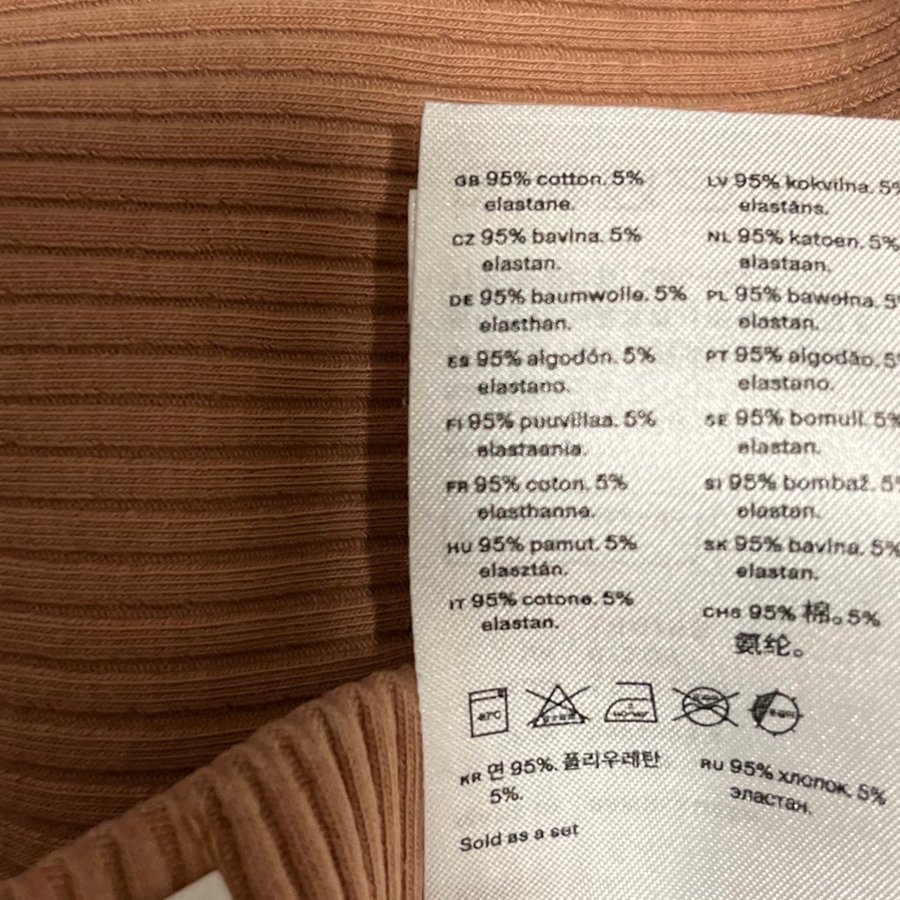 GB 95% cotton. 5%
elastane.
CZ 95% bavlna. 5%
elastan.
DE 95% baumwolle. 5%
elasthan.
ES 95% algodón. 5%
elastano.
FI 95% puuvillaa. 5%
elastaania.
FR 95% coton. 5%
elasthanne.
HU 95% pamut. 5%
elasztán.
IT 95% cotone. 5%
elastan.
LV 95% kokvilna. 5%
elastāns.
NL 95% katoen. 5%
elastaan.
PL 95% bawełna. 5
elastan.
PT 95% algodão. 5
elastano.
SE 95% bomull. 5%
elastan.
SI 95% bombaž. 5
elastan.
SK 95% bavlna. 5%
elastan.
CHS 95% 棉。5%
氨纶。
40℃
KR 면 95%. 폴리우레탄
5%.
RU 95% хлопок. 5%
эластан.
Sold as a set